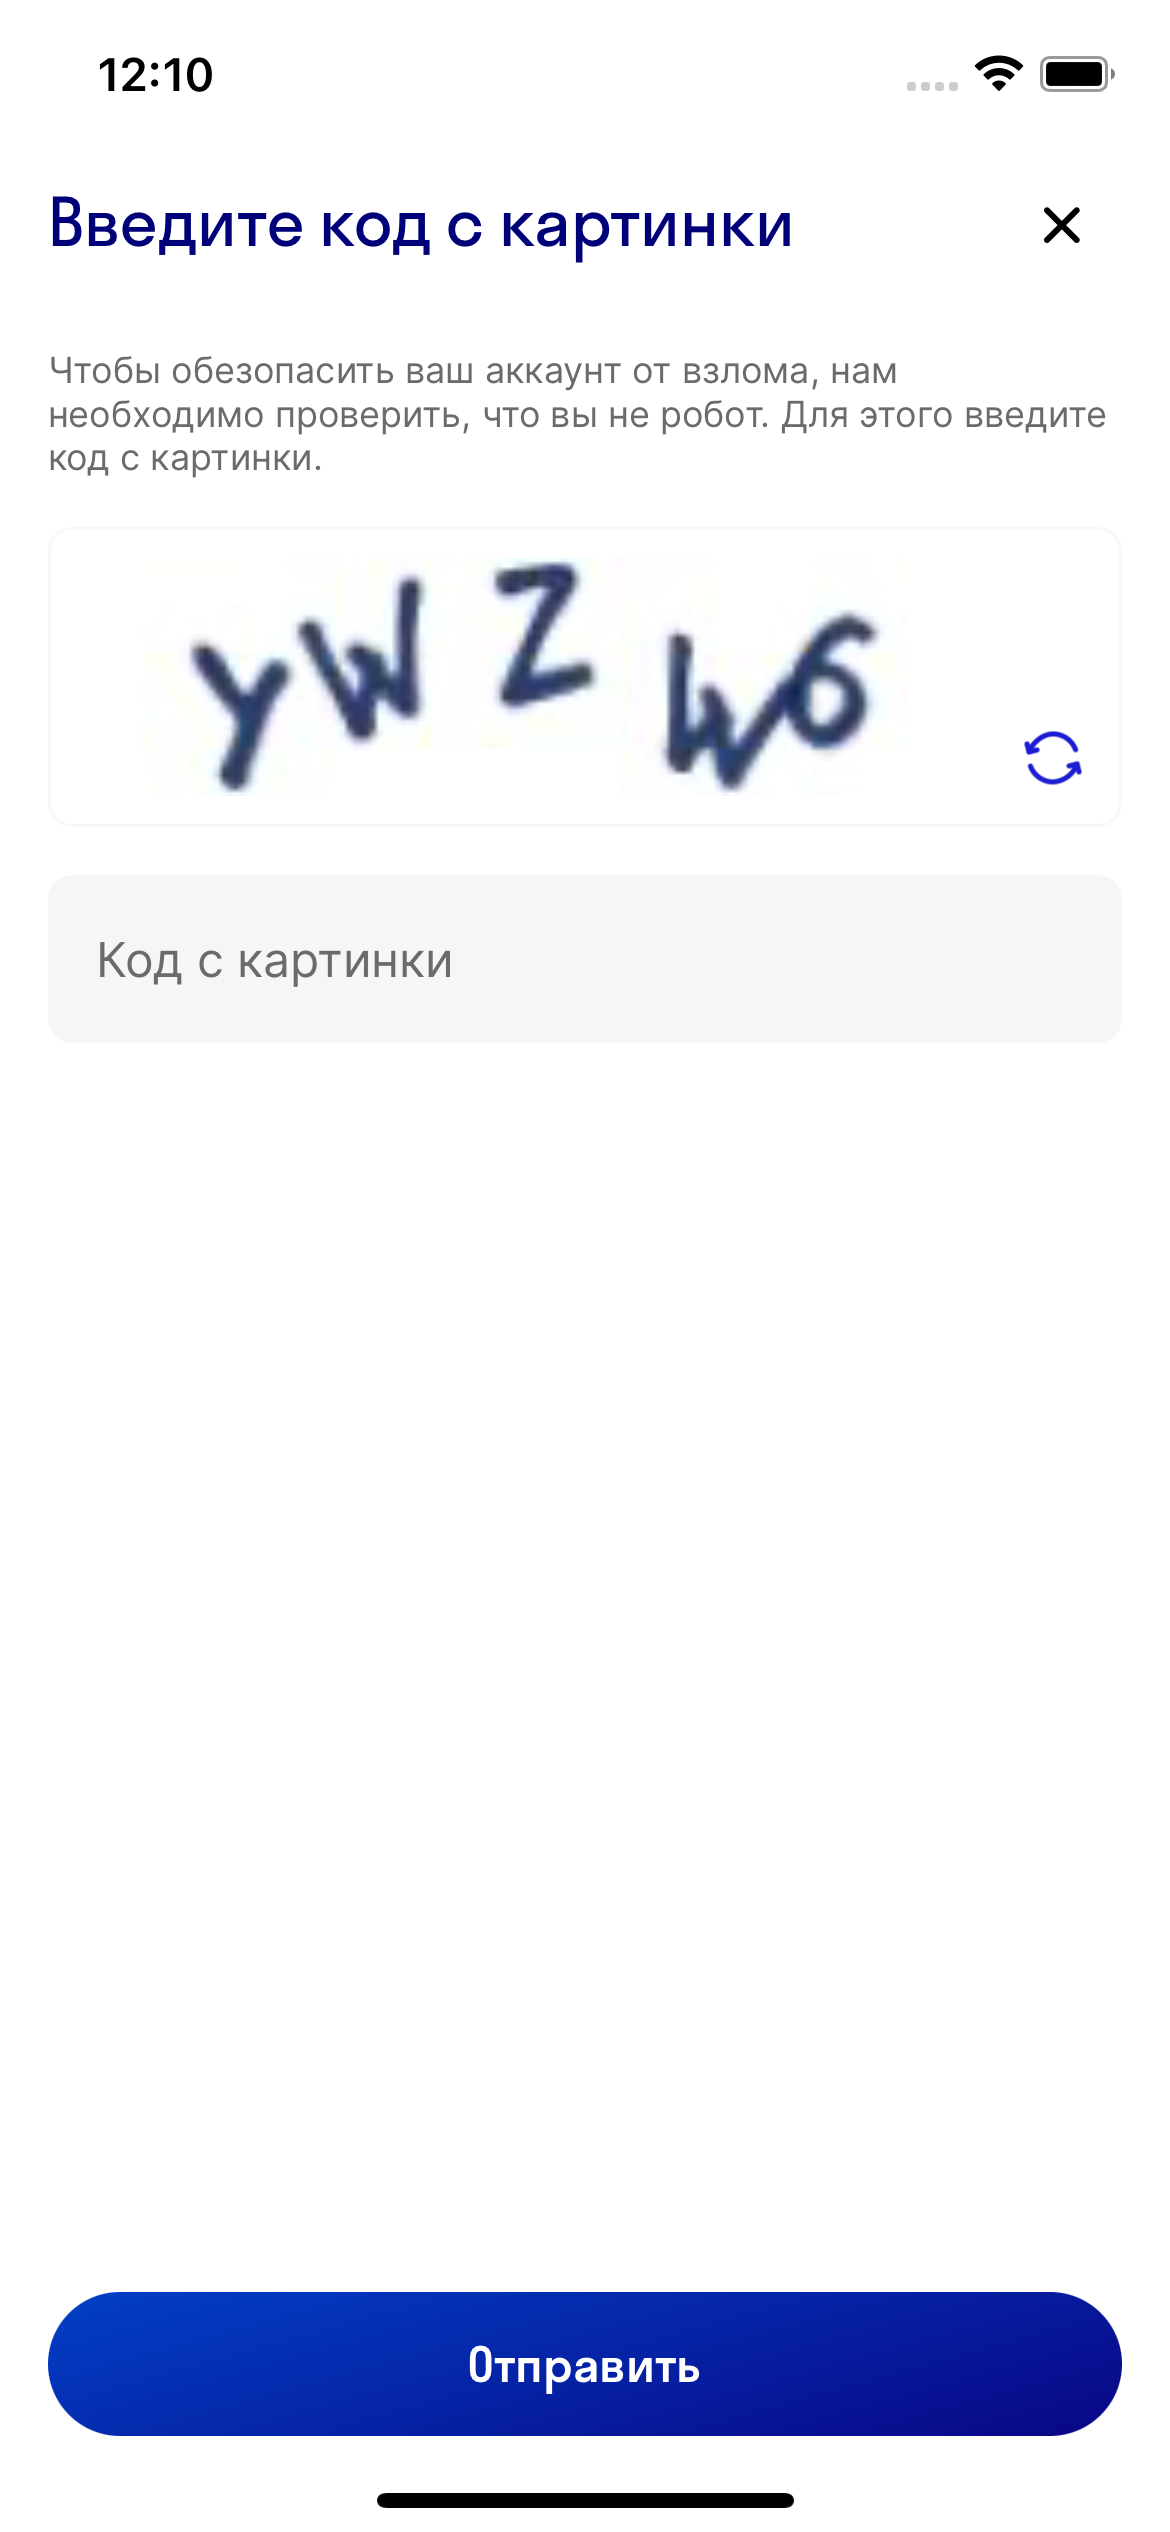 12:10
Введите код с картинки
Чтобы обезопасить ваш аккаунт от взлома, нам
необходимо проверить, что вы не робот. Для этого введите
код с картинки.
YWZW6
Код с картинки
Отправить